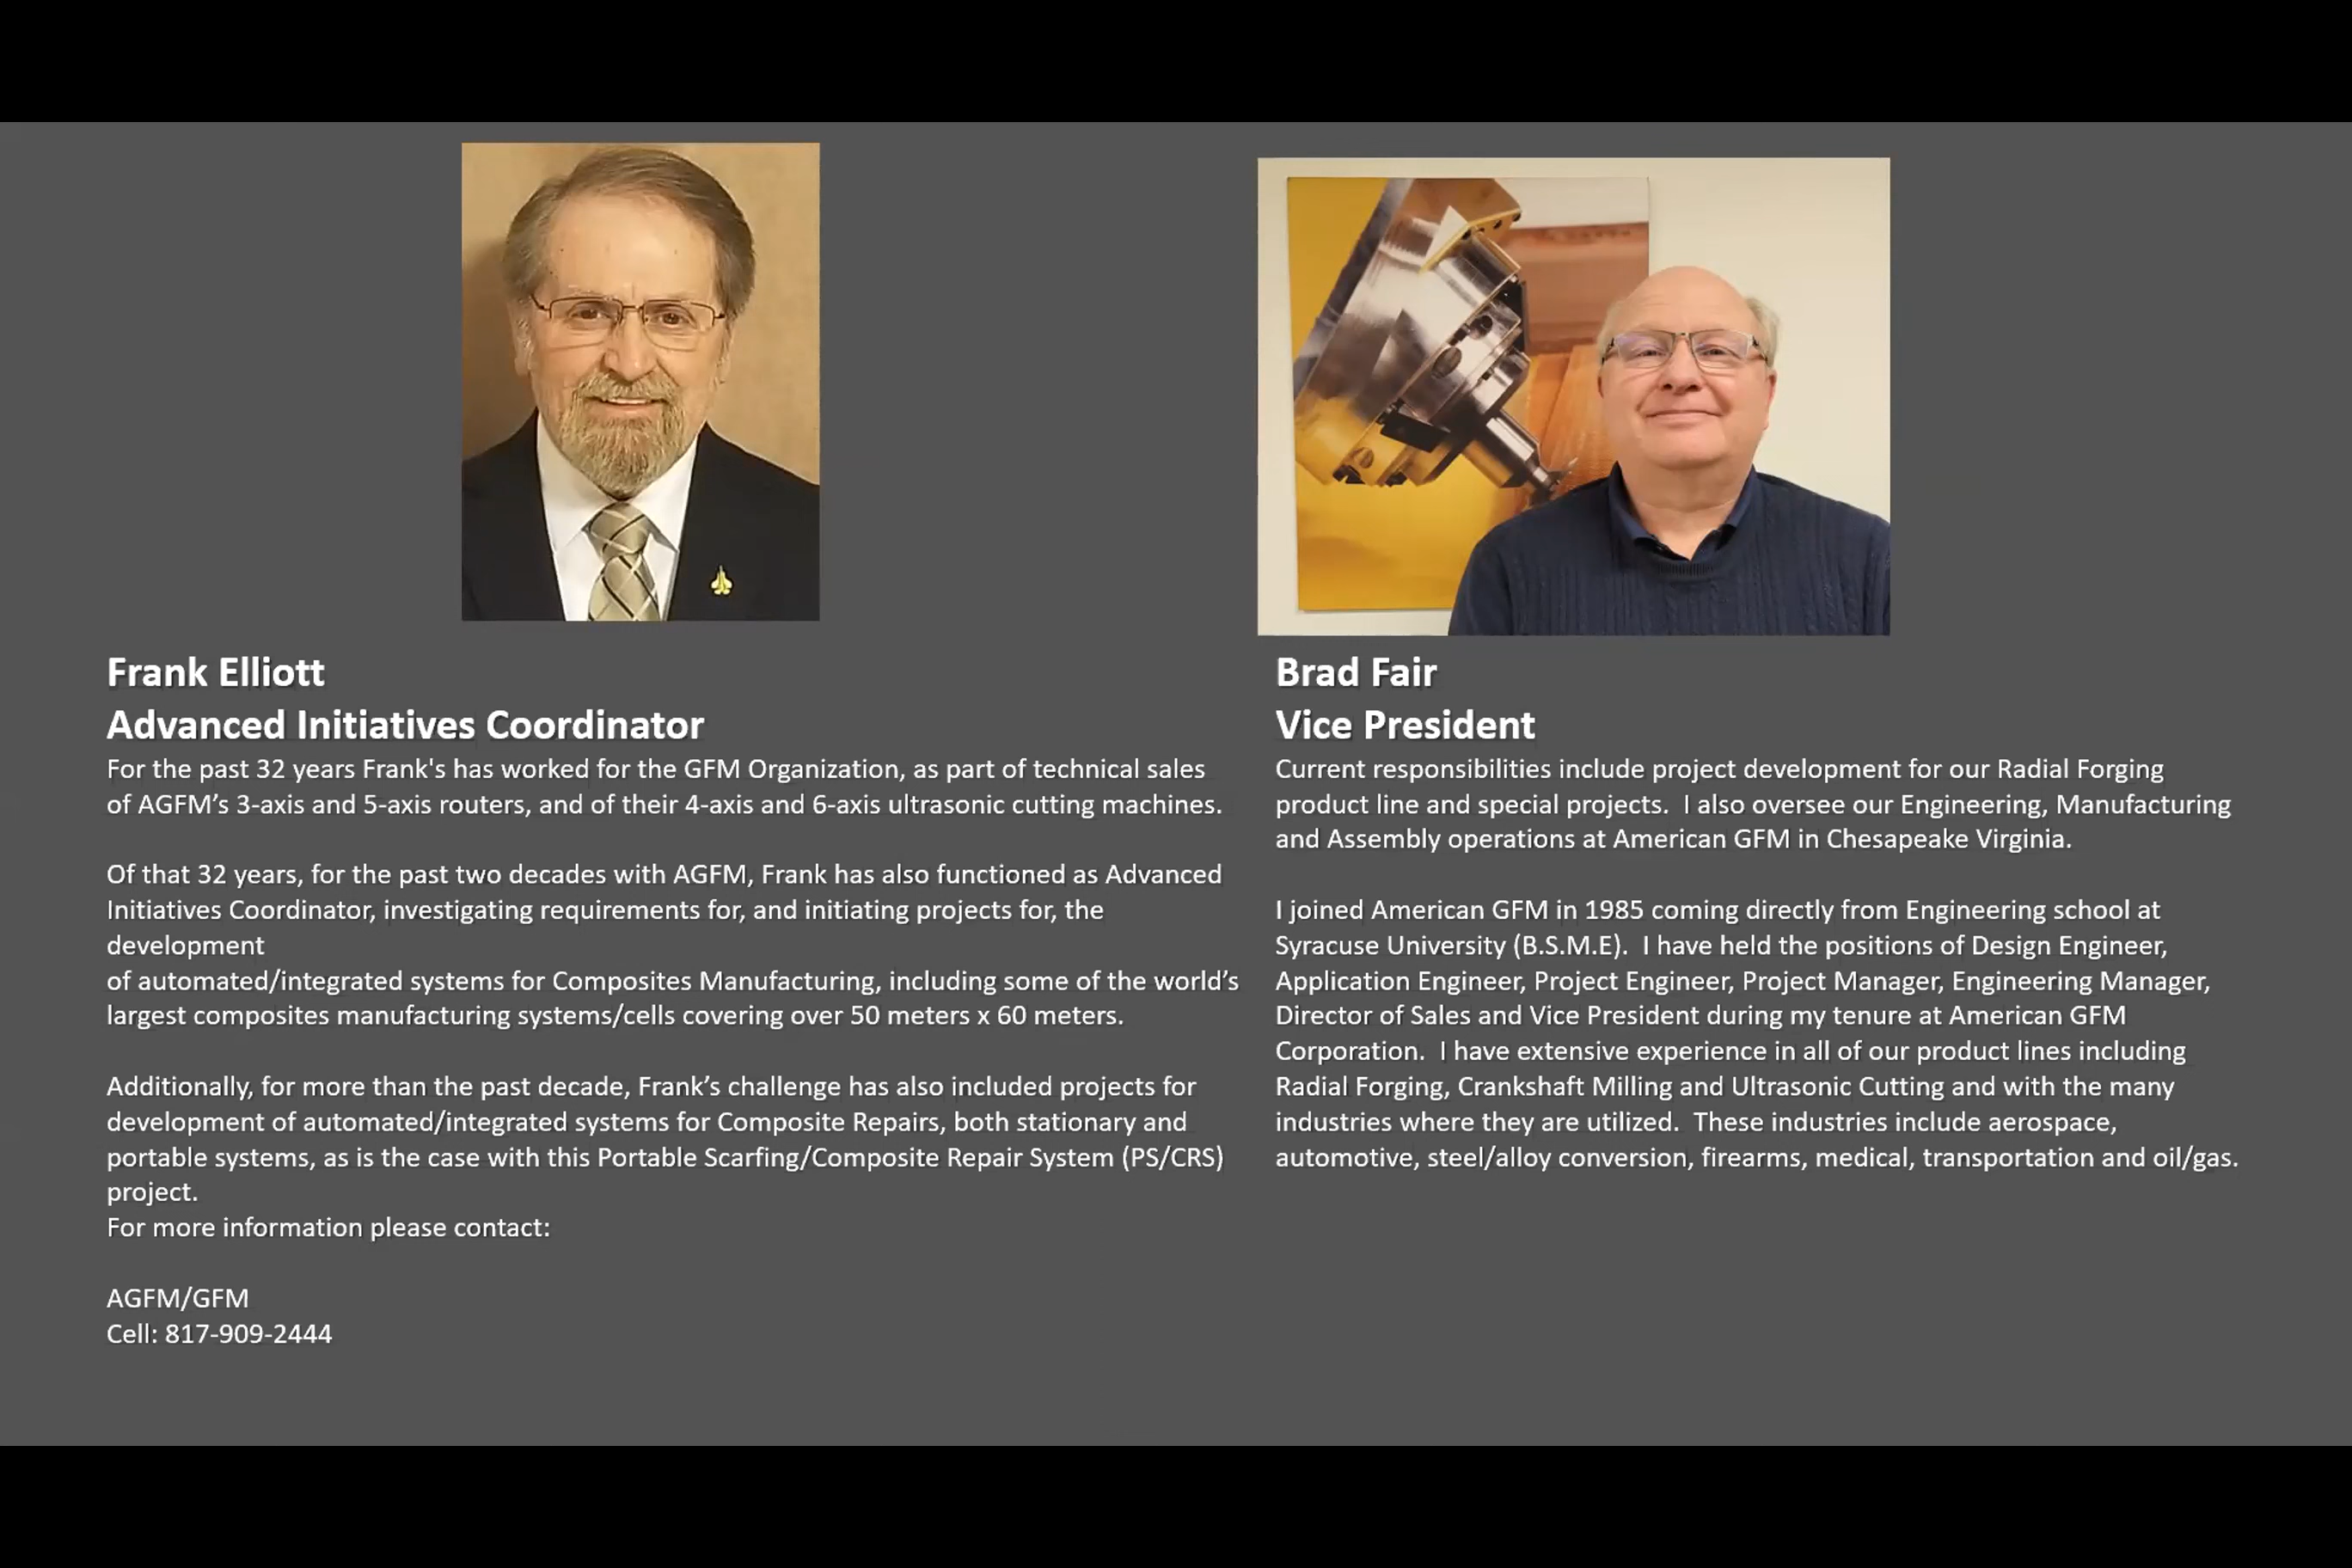 Frank Elliott
Advanced Initiatives Coordinator
For the past 32 years Frank's has worked for the GFM Organization, as part of technical sales
of AGFM’s 3-axis and 5-axis routers, and of their 4-axis and 6-axis ultrasonic cutting machines.
Of that 32 years, for the past two decades with AGFM, Frank has also functioned as Advanced
Initiatives Coordinator, investigating requirements for, and initiating projects for, the
development
of automated/integrated systems for Composites Manufacturing, including some of the world’s
largest composites manufacturing systems/cells covering over 50 meters x 60 meters.
Additionally, for more than the past decade, Frank’s challenge has also included projects for
development of automated/integrated systems for Composite Repairs, both stationary and
portable systems, as is the case with this Portable Scarfing/Composite Repair System (PS/CRS)
project.
For more information please contact:
AGFM/GFM
Cell: 817-909-2444
Brad Fair
Vice President
Current responsibilities include project development for our Radial Forging
product line and special projects.  I also oversee our Engineering, Manufacturing
and Assembly operations at American GFM in Chesapeake Virginia.
I joined American GFM in 1985 coming directly from Engineering school at
Syracuse University (B.S.M.E).  I have held the positions of Design Engineer,
Application Engineer, Project Engineer, Project Manager, Engineering Manager,
Director of Sales and Vice President during my tenure at American GFM
Corporation.  I have extensive experience in all of our product lines including
Radial Forging, Crankshaft Milling and Ultrasonic Cutting and with the many
industries where they are utilized.  These industries include aerospace,
automotive, steel/alloy conversion, firearms, medical, transportation and oil/gas.